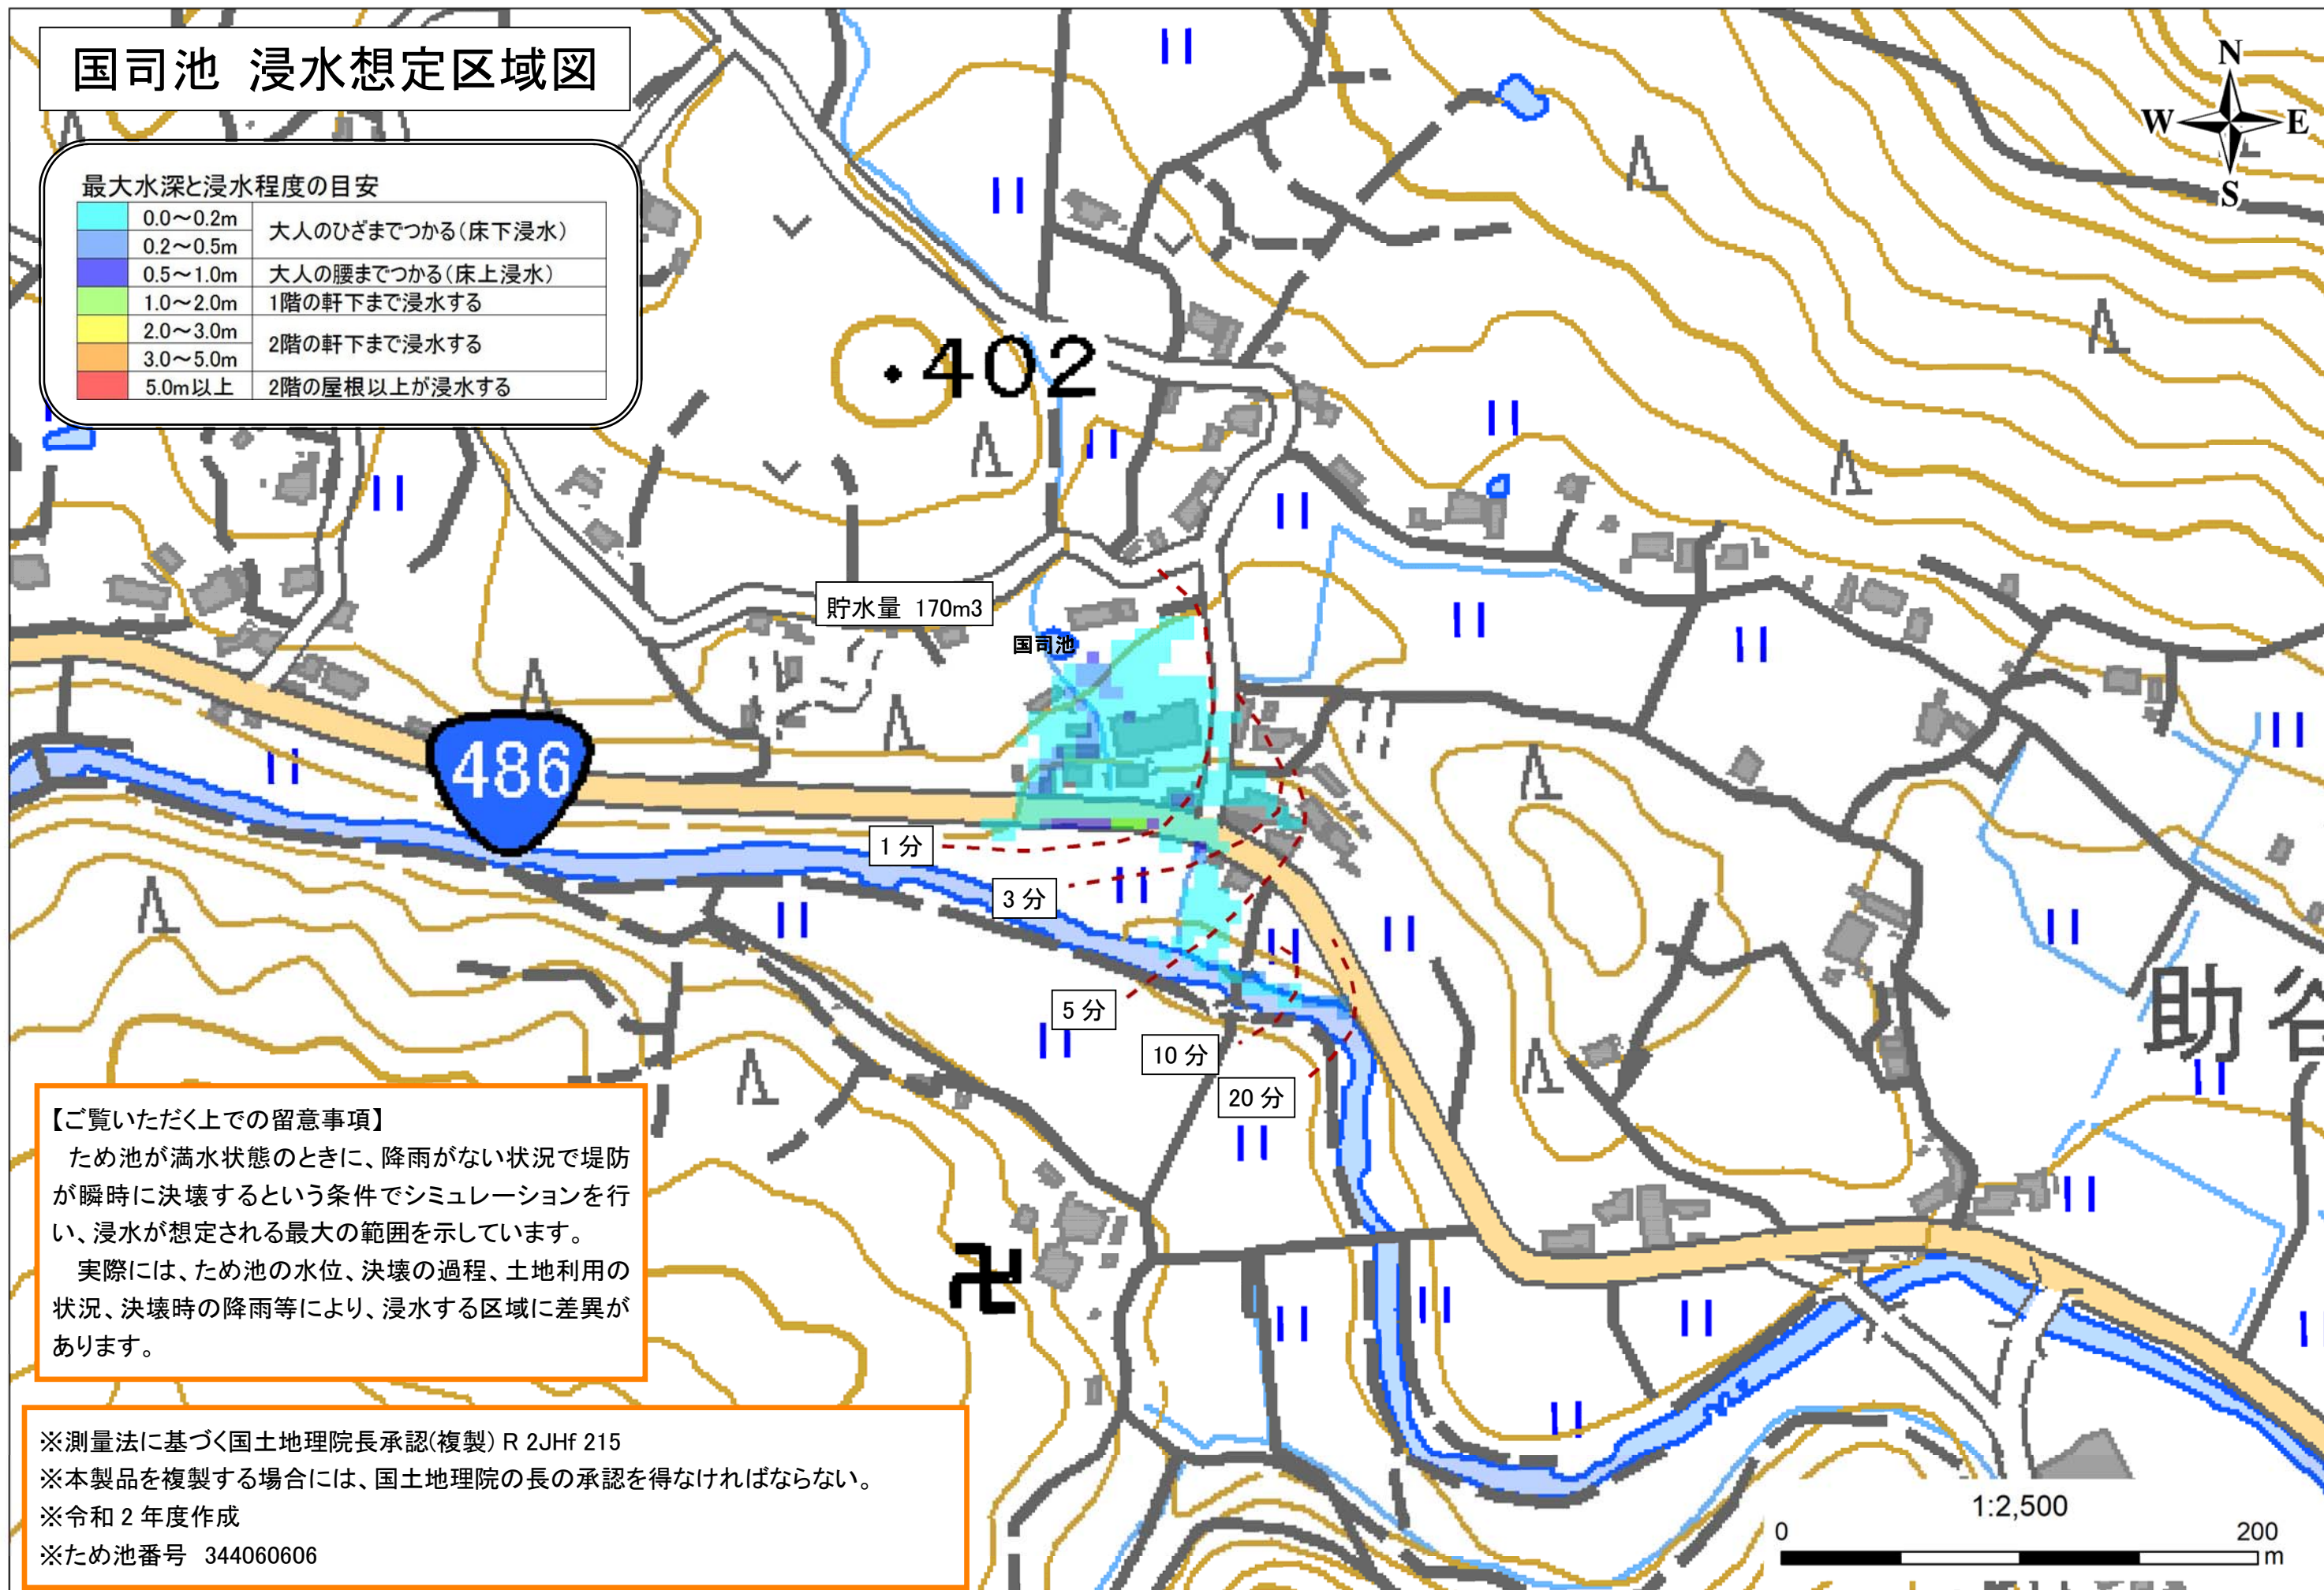 国司池 浸水想定区域図
N
W E
S
最大水深と浸水程度の目安
0.0～0.2m
大人のひざまでつかる(床下浸水)
0.2～0.5m
0.5～1.0m 大人の腰までつかる(床上浸水)
1.0～2.0m 1階の軒下まで浸水する
2.0～3.0m
2階の軒下まで浸水する
3.0～5.0m
5.0m以上 2階の屋根以上が浸水する
402
貯水量 170m3
国司池
486
1分
3分
5分
10分
20分
助谷
【ご覧いただく上での留意事項】
ため池が満水状態のときに、降雨がない状況で堤防
が瞬時に決壊するという条件でシミュレーションを行
い、浸水が想定される最大の範囲を示しています。
実際には、ため池の水位、決壊の過程、土地利用の
状況、決壊時の降雨等により、浸水する区域に差異が
あります。
※測量法に基づく国土地理院長承認(複製) R 2JHf 215
※本製品を複製する場合には、国土地理院の長の承認を得なければならない。
※令和2年度作成
※ため池番号 344060606
1:2,500
0 200
m